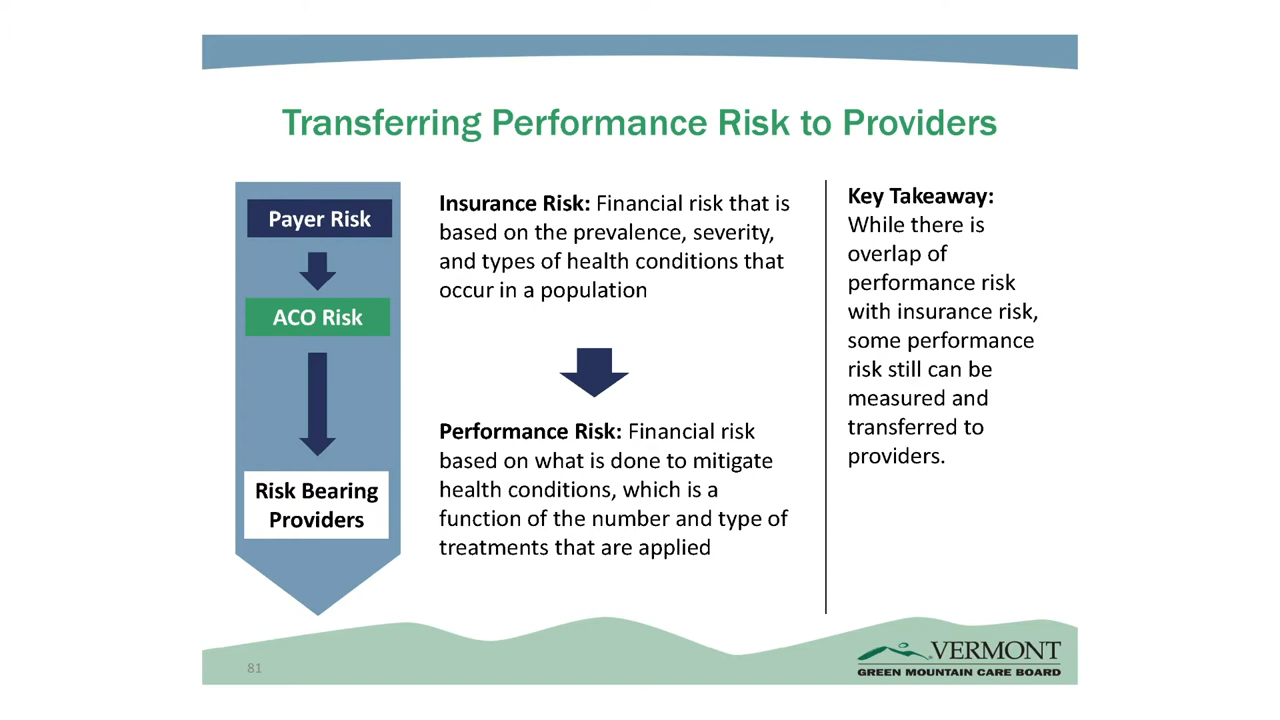 Transferring Performance Risk to Providers
Payer Risk
ACO Risk
Risk Bearing
Providers
Insurance Risk: Financial risk that is
based on the prevalence, severity,
and types of health conditions that
occur in a population
Performance Risk: Financial risk
based on what is done to mitigate
health conditions, which is a
function of the number and type of
treatments that are applied
Key Takeaway:
While there is
overlap of
performance risk
with insurance risk,
some performance
risk still can be
measured and
transferred to
providers.
81
VERMONT
GREEN MOUNTAIN CARE BOARD